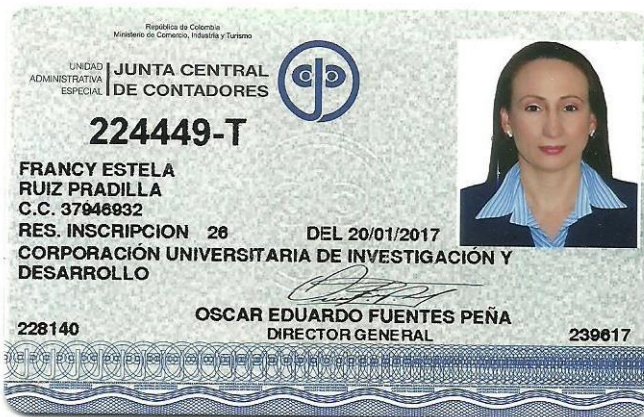 República de Colombia
Ministerio de Comercio, Industria y Turismo
UNIDAD
ADMINISTRATIVA
ESPECIAL
JUNTA CENTRAL
DE CONTADORES
224449-T
FRANCY ESTELA
RUIZ PRADILLA
C.C. 37946932
RES. INSCRIPCION 26 DEL 20/01/2017
CORPORACIÓN UNIVERSITARIA DE INVESTIGACIÓN Y
DESARROLLO
OSCAR EDUARDO FUENTES PEÑA
DIRECTOR GENERAL
228140 239617